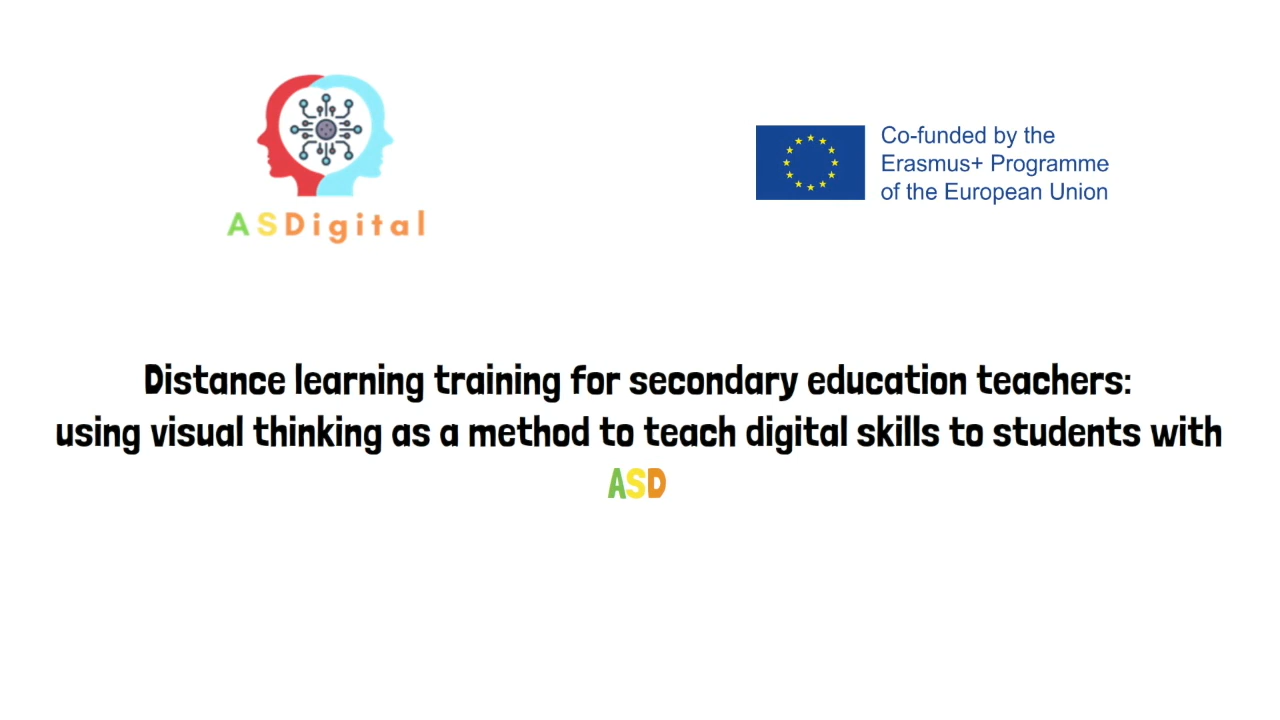 ASDigital
Co-funded by the
Erasmus+ Programme
of the European Union
Distance learning training for secondary education teachers:
using visual thinking as a method to teach digital skills to students with
ASD